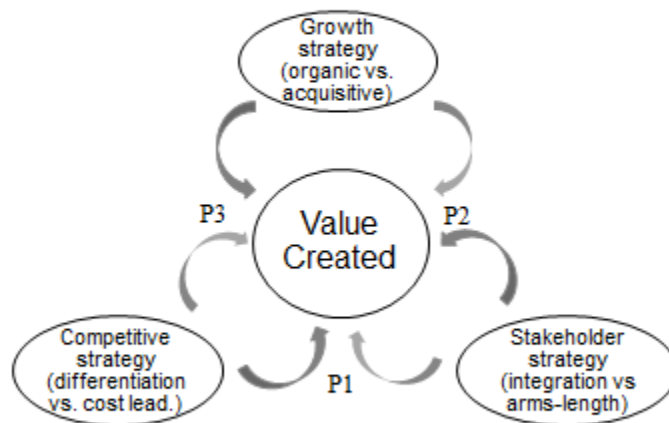 Growth
strategy
(organic vs.
acquisitive)
P3
P2
Value
Created
Competitive
strategy
(differentiation
vs. cost lead.)
P1
Stakeholder
strategy
(integration vs
arms-length)